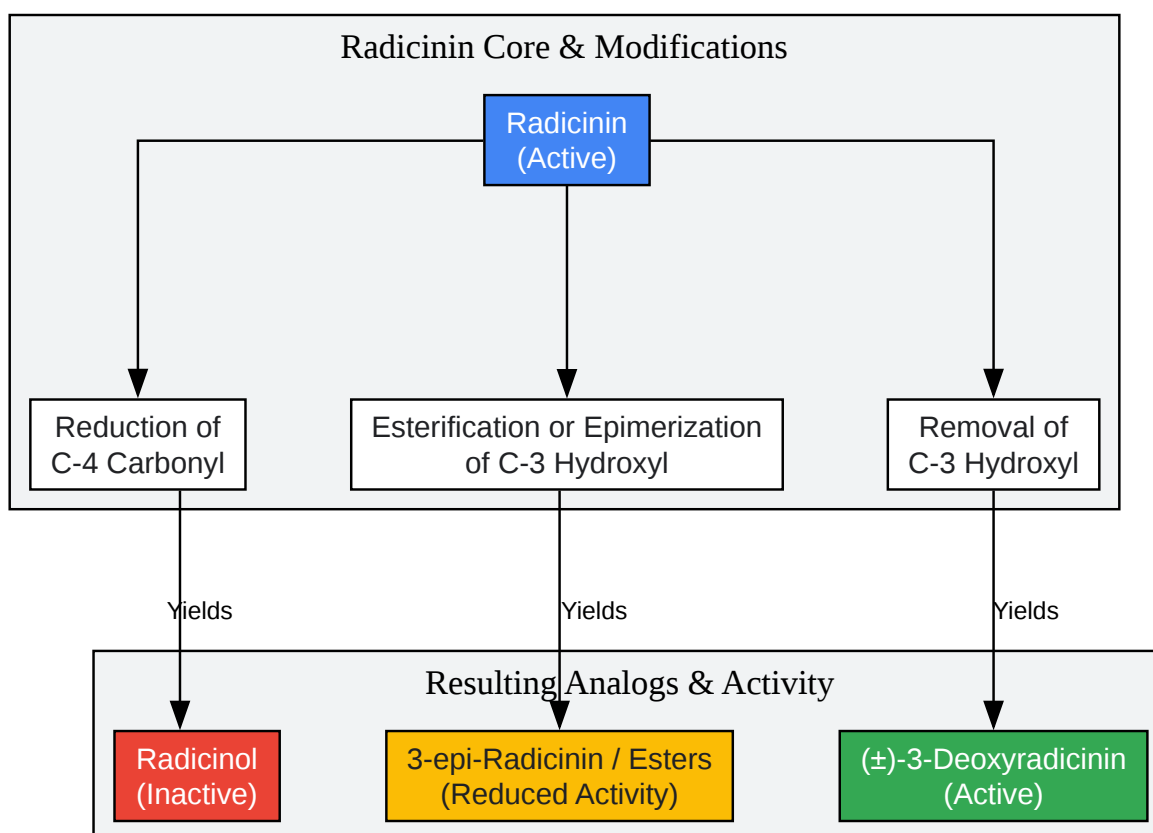 Radicinin Core & Modifications
Radicinin
(Active)
Reduction of
C-4 Carbonyl
Esterification or Epimerization
of C-3 Hydroxyl
Removal of
C-3 Hydroxyl
Yields
Yields
Yields
Resulting Analogs & Activity
Radicinol
(Inactive)
3-epi-Radicinin / Esters
(Reduced Activity)
(±)-3-Deoxyradicinin
(Active)